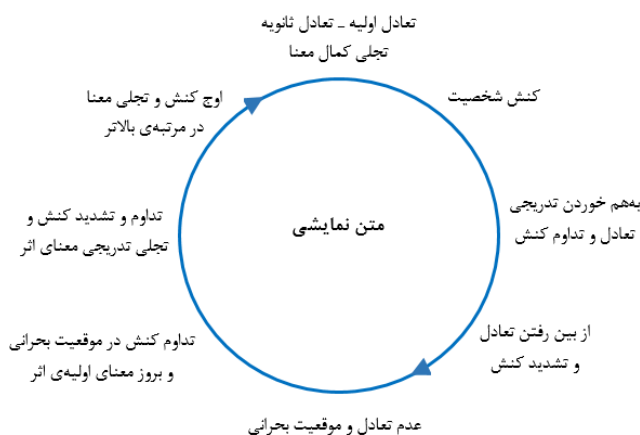 تعادل اولیه ـ تعادل ثانویه
تجلی کمال معنا
کنش شخصیت
به‌هم خوردن تدریجی
تعادل و تداوم کنش
از بین رفتن تعادل
و تشدید کنش
عدم تعادل و موقعیت بحرانی
تداوم کنش در موقعیت بحرانی
و بروز معنای اولیه‌ی اثر
تداوم و تشدید کنش و
تجلی تدریجی معنای اثر
اوج کنش و تجلی معنا
در مرتبه‌ی بالاتر
متن نمایشی